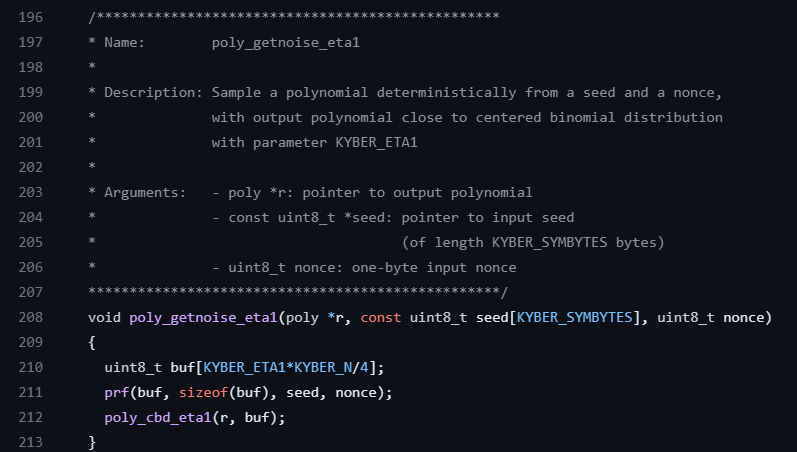 196 /*************************************************
197 * Name:        poly_getnoise_eta1
198 *
199 * Description: Sample a polynomial deterministically from a seed and a nonce,
200 *              with output polynomial close to centered binomial distribution
201 *              with parameter KYBER_ETA1
202 *
203 * Arguments:   - poly *r: pointer to output polynomial
204 *              - const uint8_t *seed: pointer to input seed
205 *                                     (of length KYBER_SYMBYTES bytes)
206 *              - uint8_t nonce: one-byte input nonce
207 **************************************************/
208 void poly_getnoise_eta1(poly *r, const uint8_t seed[KYBER_SYMBYTES], uint8_t nonce)
209 {
210   uint8_t buf[KYBER_ETA1*KYBER_N/4];
211   prf(buf, sizeof(buf), seed, nonce);
212   poly_cbd_eta1(r, buf);
213 }